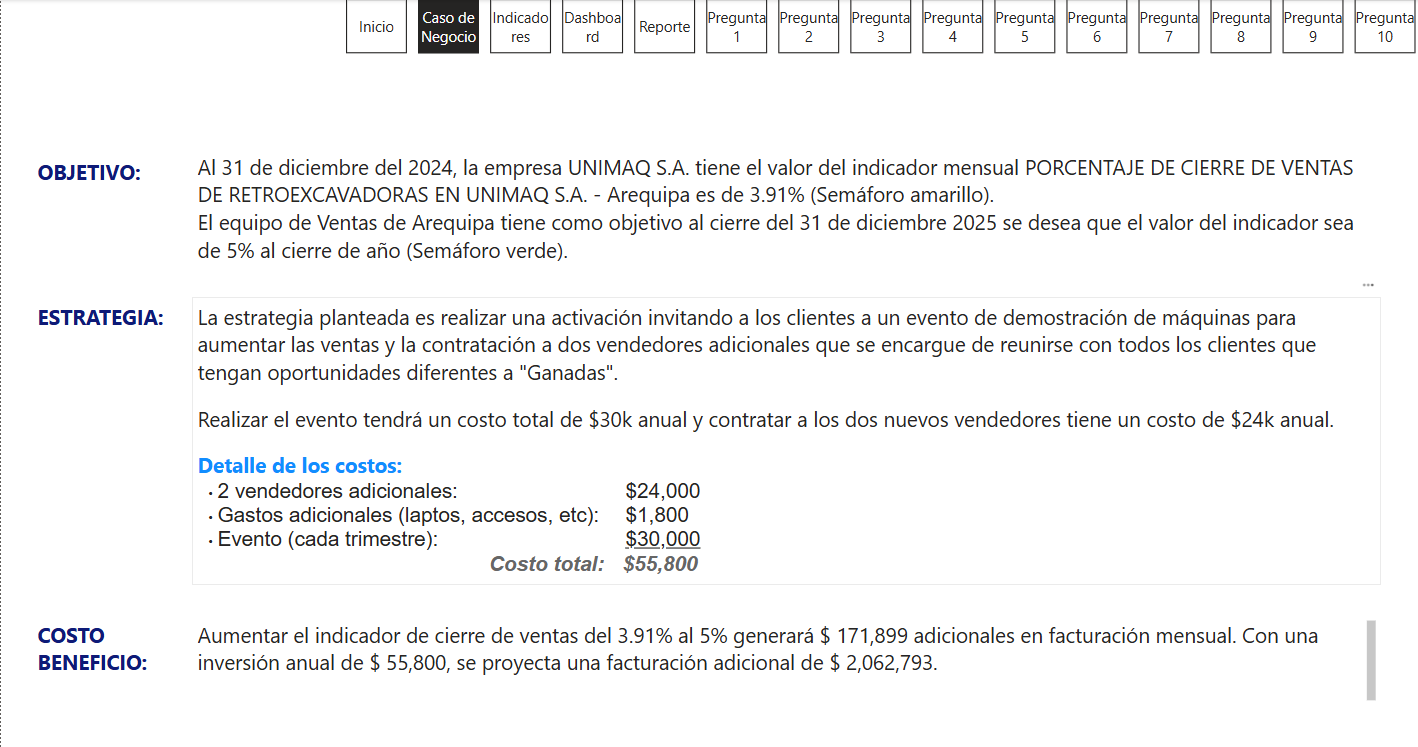 Inicio
Caso de
Negocio
Indicado
res
Dashboa
rd
Reporte
Pregunta
1
Pregunta
2
Pregunta
3
Pregunta
4
Pregunta
5
Pregunta
6
Pregunta
7
Pregunta
8
Pregunta
9
Pregunta
10
OBJETIVO:
Al 31 de diciembre del 2024, la empresa UNIMAQ S.A. tiene el valor del indicador mensual PORCENTAJE DE CIERRE DE VENTAS
DE RETROEXCAVADORAS EN UNIMAQ S.A. - Arequipa es de 3.91% (Semáforo amarillo).
El equipo de Ventas de Arequipa tiene como objetivo al cierre del 31 de diciembre 2025 se desea que el valor del indicador sea
de 5% al cierre de año (Semáforo verde).
ESTRATEGIA:
La estrategia planteada es realizar una activación invitando a los clientes a un evento de demostración de máquinas para
aumentar las ventas y la contratación a dos vendedores adicionales que se encargue de reunirse con todos los clientes que
tengan oportunidades diferentes a "Ganadas".
Realizar el evento tendrá un costo total de $30k anual y contratar a los dos nuevos vendedores tiene un costo de $24k anual.
Detalle de los costos:
• 2 vendedores adicionales: $24,000
• Gastos adicionales (laptos, accesos, etc): $1,800
• Evento (cada trimestre): $30,000
Costo total: $55,800
COSTO
BENEFICIO:
Aumentar el indicador de cierre de ventas del 3.91% al 5% generará $ 171,899 adicionales en facturación mensual. Con una
inversión anual de $ 55,800, se proyecta una facturación adicional de $ 2,062,793.